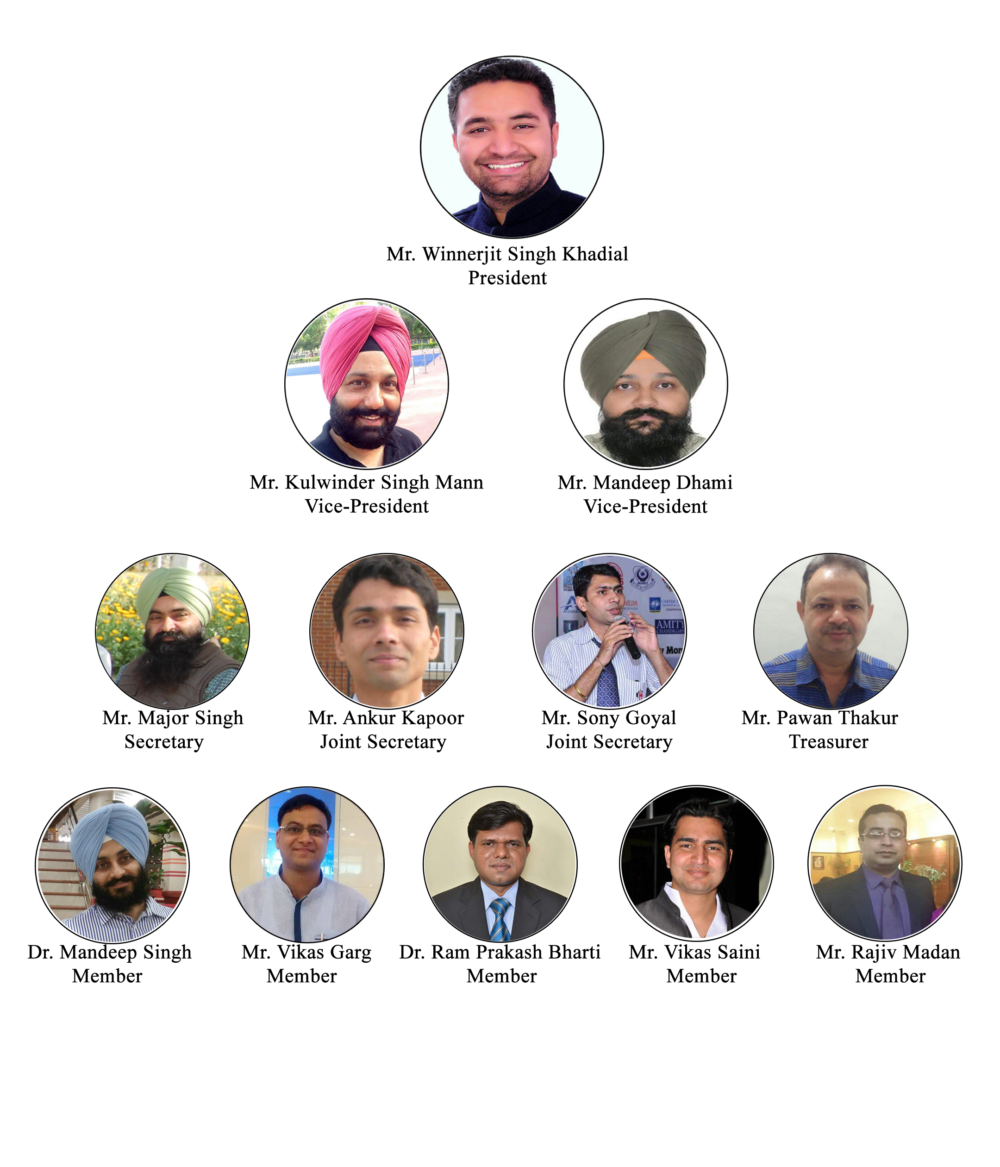 Mr. Winnerjit Singh Khadial
President
Mr. Kulwinder Singh Mann
Vice-President
Mr. Mandeep Dhami
Vice-President
Mr. Major Singh
Secretary
Mr. Ankur Kapoor
Joint Secretary
AMITY
Mr. Sony Goyal
Joint Secretary
Mr. Pawan Thakur
Treasurer
Dr. Mandeep Singh
Member
Mr. Vikas Garg
Member
Dr. Ram Prakash Bharti
Member
Mr. Vikas Saini
Member
Mr. Rajiv Madan
Member